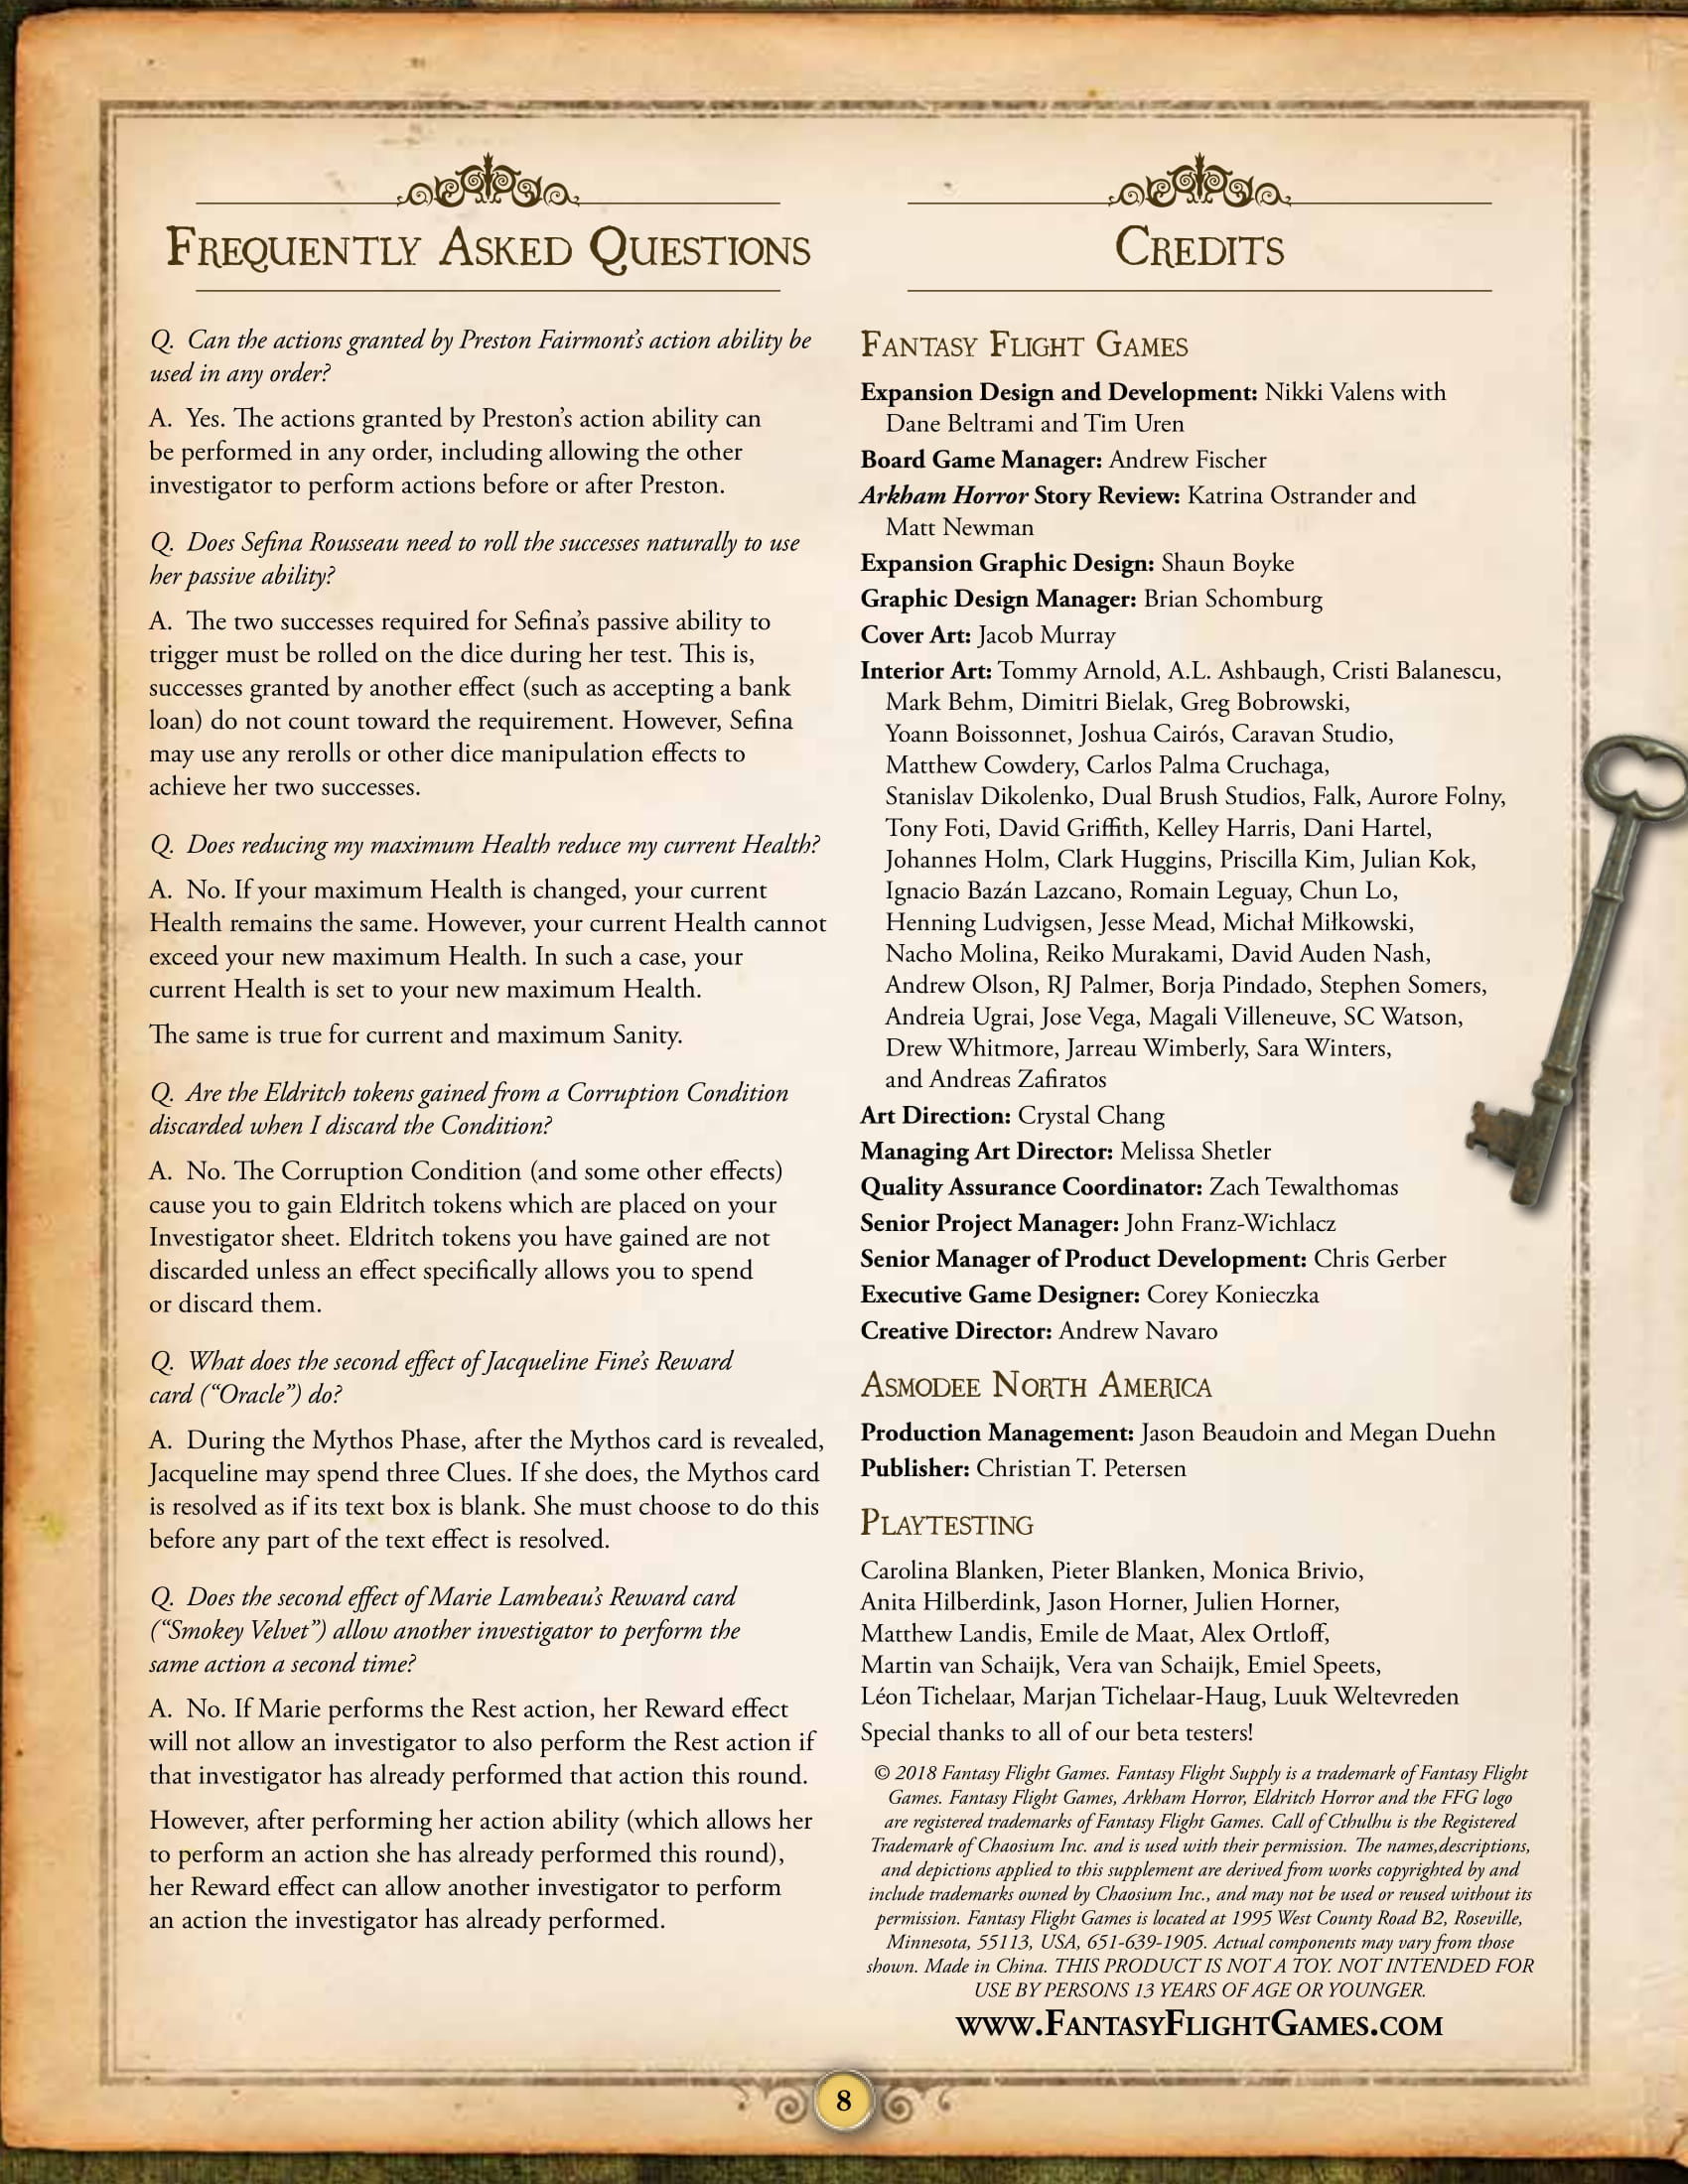 Frequently Asked Questions
Q. Can the actions granted by Preston Fairmont’s action ability be
used in any order?
A. Yes. The actions granted by Preston’s action ability can
be performed in any order, including allowing the other
investigator to perform actions before or after Preston.
Q. Does Sefina Rousseau need to roll the successes naturally to use
her passive ability?
A. The two successes required for Sefina’s passive ability to
trigger must be rolled on the dice during her test. This is,
successes granted by another effect (such as accepting a bank
loan) do not count toward the requirement. However, Sefina
may use any rerolls or other dice manipulation effects to
achieve her two successes.
Q. Does reducing my maximum Health reduce my current Health?
A. No. If your maximum Health is changed, your current
Health remains the same. However, your current Health cannot
exceed your new maximum Health. In such a case, your
current Health is set to your new maximum Health.
The same is true for current and maximum Sanity.
Q. Are the Eldritch tokens gained from a Corruption Condition
discarded when I discard the Condition?
A. No. The Corruption Condition (and some other effects)
cause you to gain Eldritch tokens which are placed on your
Investigator sheet. Eldritch tokens you have gained are not
discarded unless an effect specifically allows you to spend
or discard them.
Q. What does the second effect of Jacqueline Fine’s Reward
card (“Oracle”) do?
A. During the Mythos Phase, after the Mythos card is revealed,
Jacqueline may spend three Clues. If she does, the Mythos card
is resolved as if its text box is blank. She must choose to do this
before any part of the text effect is resolved.
Q. Does the second effect of Marie Lambeau’s Reward card
(“Smokey Velvet”) allow another investigator to perform the
same action a second time?
A. No. If Marie performs the Rest action, her Reward effect
will not allow an investigator to also perform the Rest action if
that investigator has already performed that action this round.
However, after performing her action ability (which allows her
to perform an action she has already performed this round),
her Reward effect can allow another investigator to perform
an action the investigator has already performed.
Credits
Fantasy Flight Games
Expansion Design and Development: Nikki Valens with
Dane Beltrami and Tim Uren
Board Game Manager: Andrew Fischer
Arkham Horror Story Review: Katrina Ostrander and
Matt Newman
Expansion Graphic Design: Shaun Boyke
Graphic Design Manager: Brian Schomburg
Cover Art: Jacob Murray
Interior Art: Tommy Arnold, A.L. Ashbaugh, Cristi Balanescu,
Mark Behm, Dimitri Bielak, Greg Bobrowski,
Yoann Boissonnet, Joshua Cairós, Caravan Studio,
Matthew Cowdery, Carlos Palma Cruchaga,
Stanislav Dikolenko, Dual Brush Studios, Falk, Aurore Folny,
Tony Foti, David Griffith, Kelley Harris, Dani Hartel,
Johannes Holm, Clark Huggins, Priscilla Kim, Julian Kok,
Ignacio Bazán Lazcano, Romain Leguay, Chun Lo,
Henning Ludvigsen, Jesse Mead, Michał Miłkowski,
Nacho Molina, Reiko Murakami, David Auden Nash,
Andrew Olson, RJ Palmer, Borja Pindado, Stephen Somers,
Andreia Ugrai, Jose Vega, Magali Villeneuve, SC Watson,
Drew Whitmore, Jarreau Wimberly, Sara Winters,
and Andreas Zafiratos
Art Direction: Crystal Chang
Managing Art Director: Melissa Shetler
Quality Assurance Coordinator: Zach Tewalthomas
Senior Project Manager: John Franz-Wichlacz
Senior Manager of Product Development: Chris Gerber
Executive Game Designer: Corey Konieczka
Creative Director: Andrew Navaro
Asmodee North America
Production Management: Jason Beaudoin and Megan Duehn
Publisher: Christian T. Petersen
Playtesting
Carolina Blanken, Pieter Blanken, Monica Brivio,
Anita Hilberdink, Jason Horner, Julien Horner,
Matthew Landis, Emile de Maat, Alex Ortloff,
Martin van Schaijk, Vera van Schaijk, Emiel Speets,
Léon Tichelaar, Marjan Tichelaar-Haug, Luuk Weltevreden
Special thanks to all of our beta testers!
© 2018 Fantasy Flight Games. Fantasy Flight Supply is a trademark of Fantasy Flight
Games. Fantasy Flight Games, Arkham Horror, Eldritch Horror and the FFG logo
are registered trademarks of Fantasy Flight Games. Call of Cthulhu is the Registered
Trademark of Chaosium Inc. and is used with their permission. The names,descriptions,
and depictions applied to this supplement are derived from works copyrighted by and
include trademarks owned by Chaosium Inc., and may not be used or reused without its
permission. Fantasy Flight Games is located at 1995 West County Road B2, Roseville,
Minnesota, 55113, USA, 651-639-1905. Actual components may vary from those
shown. Made in China. THIS PRODUCT IS NOT A TOY. NOT INTENDED FOR
USE BY PERSONS 13 YEARS OF AGE OR YOUNGER.
www.FantasyFlightGames.com
8